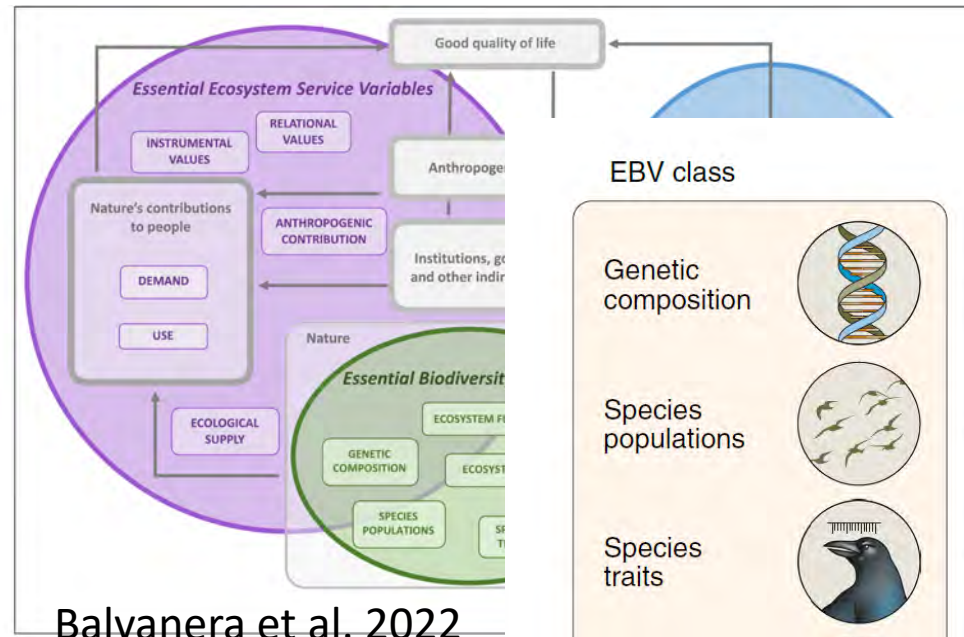 Good quality of life
Essential Ecosystem Service Variables
RELATIONAL
VALUES
INSTRUMENTAL
VALUES
Anthropoge
Nature's contributions
to people
ANTHROPOGENIC
CONTRIBUTION
DEMAND
Institutions, go
and other indir
USE
Nature
Essential Biodiversit
ECOLOGICAL
SUPPLY
ECOSYSTEM F
GENETIC
COMPOSITION
ECOSYST
SPECIES
POPULATIONS
SP
T
Balvanera et al. 2022
EBV class
Genetic
composition
Species
populations
Species
traits